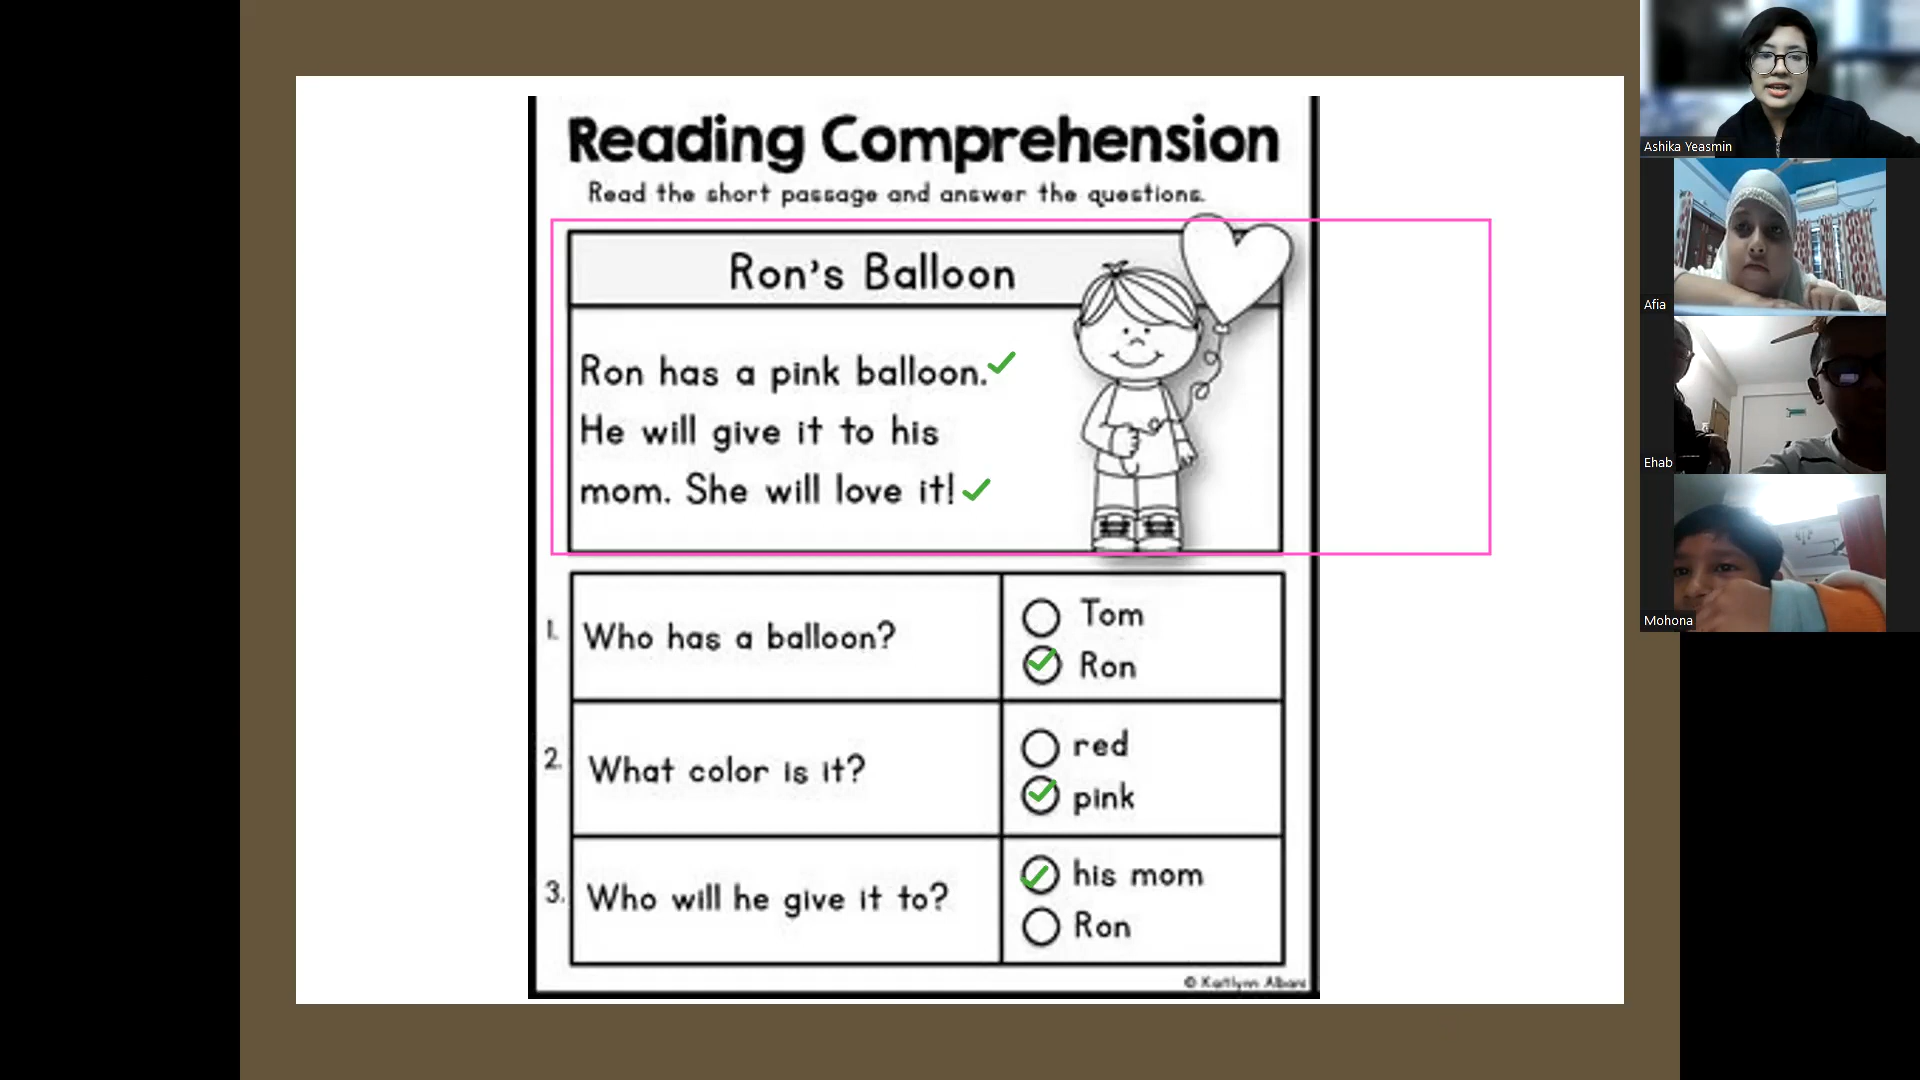 Reading Comprehension
Read the short passage and answer the questions.
Ron's Balloon
Ron has a pink balloon.
He will give it to his
mom. She will love it!
1. Who has a balloon?
Tom
Ron
2. What color is it?
red
pink
3. Who will he give it to?
his mom
Ron
© Kaitlynn Albani
Ashika Yeasmin
Afia
Ehab
Mohona